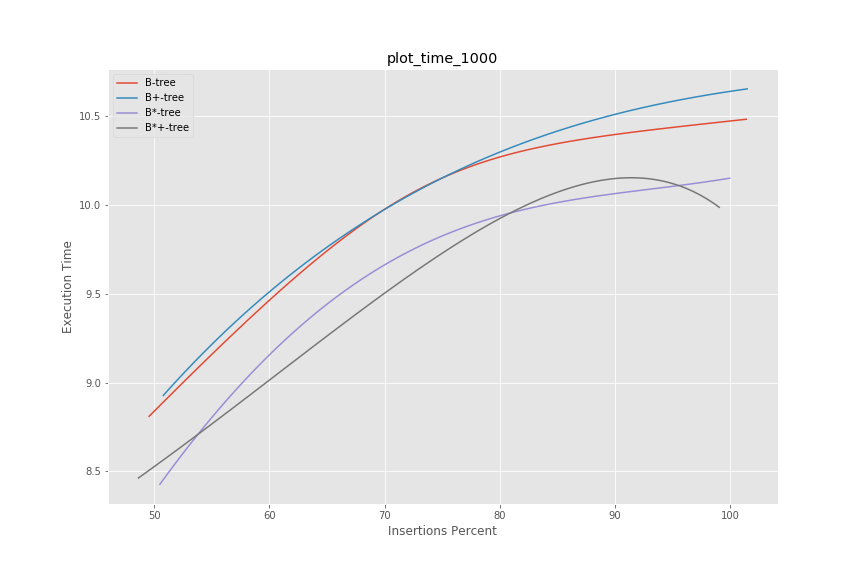 plot_time_1000
B-tree
B+-tree
B*-tree
B*+-tree
10.5
10.0
9.5
9.0
8.5
Execution Time
50 60 70 80 90 100
Insertions Percent